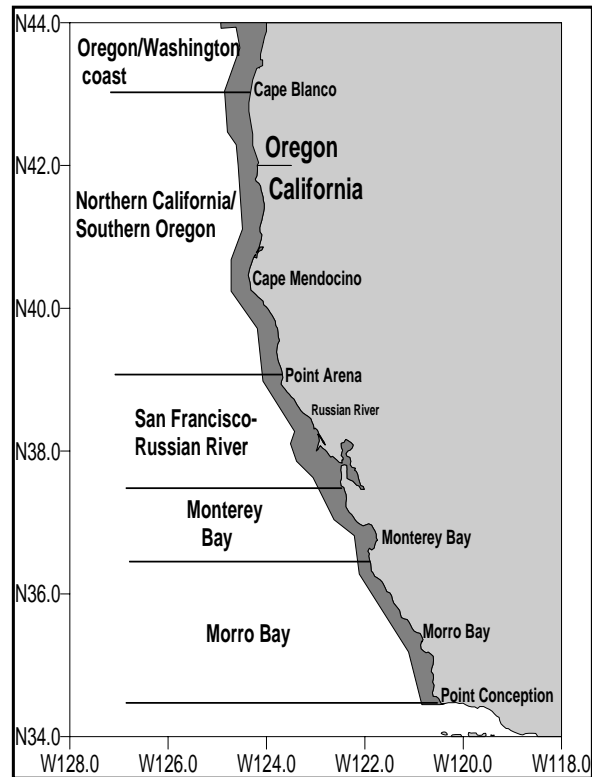 N44.0
Oregon/Washington
coast
Cape Blanco
Oregon
N42.0
California
Northern California/
Southern Oregon
Cape Mendocino
N40.0
Point Arena
Russian River
San Francisco-
Russian River
N38.0
Monterey
Bay
Monterey Bay
N36.0
Morro Bay
Morro Bay
Point Conception
N34.0
W128.0 W126.0 W124.0 W122.0 W120.0 W118.0